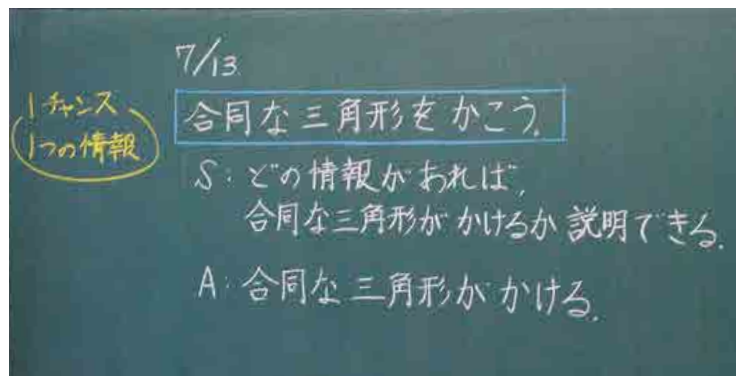 7/13.
1チャンス
1つの情報
合同な三角形をかこう。
S:どの情報があれば、
合同な三角形がかけるか説明できる。
A:合同な三角形がかける。